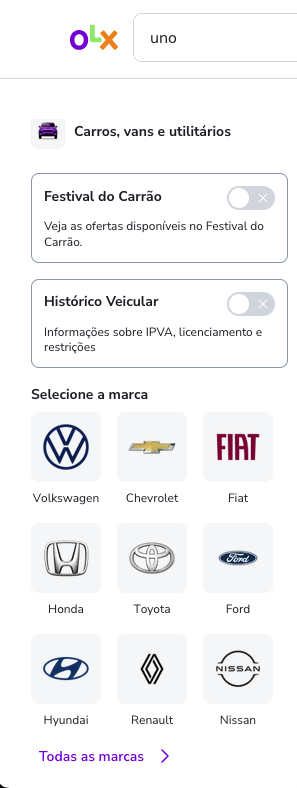 olx
uno
Carros, vans e utilitários
Festival do Carrão
Veja as ofertas disponíveis no Festival do
Carrão.
Histórico Veicular
Informações sobre IPVA, licenciamento e
restrições
Selecione a marca
FIAT
Volkswagen Chevrolet Fiat
Ford
Honda Toyota Ford
NISSAN
Hyundai Renault Nissan
Todas as marcas